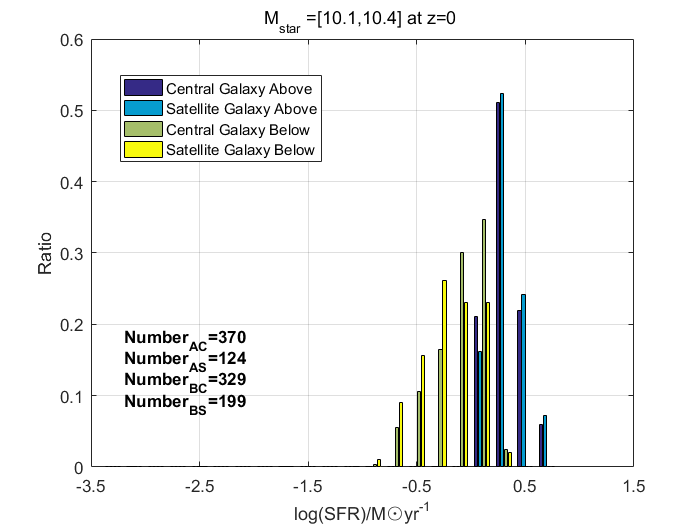 M_star =[10.1,10.4] at z=0
0.6
0.5
0.4
0.3
0.2
0.1
0
Ratio
Central Galaxy Above
Satellite Galaxy Above
Central Galaxy Below
Satellite Galaxy Below
Number_AC=370
Number_AS=124
Number_BC=329
Number_BS=199
-3.5 -2.5 -1.5 -0.5 0.5 1.5
log(SFR)/M☉yr^-1